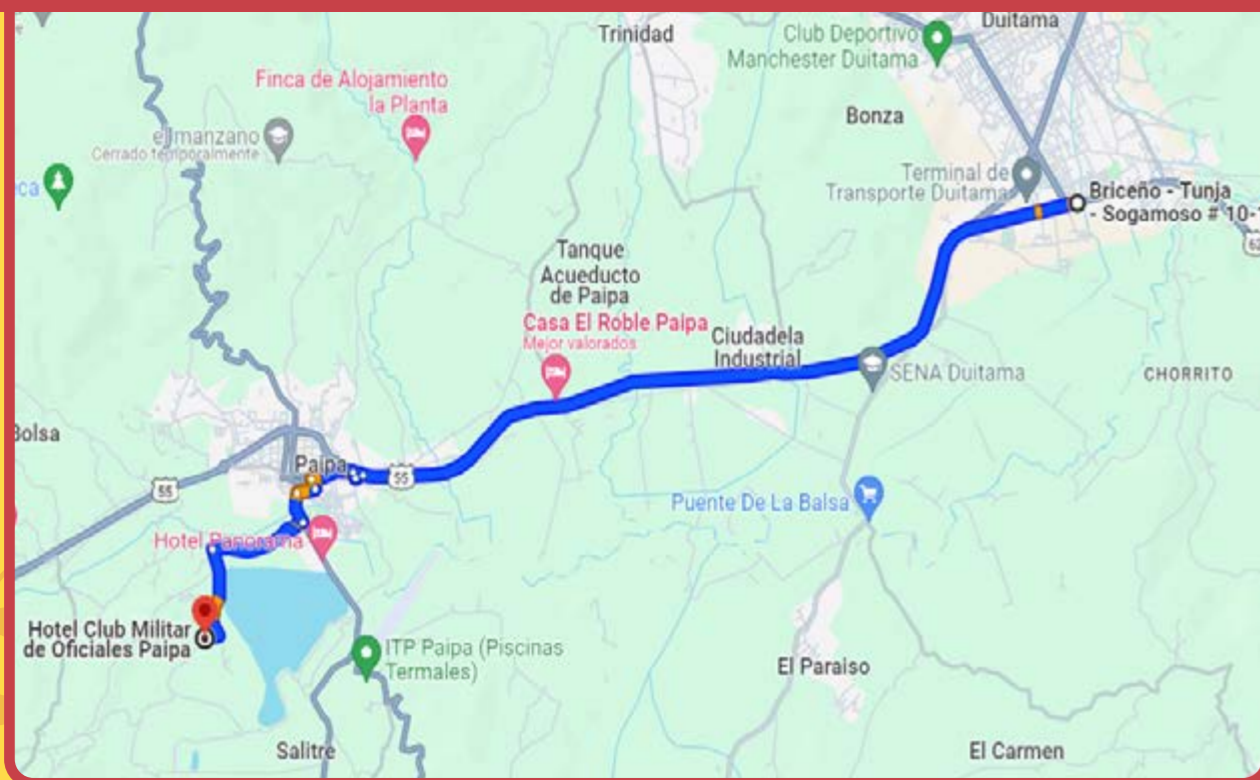 Trinidad
Duitama
Club Deportivo
Manchester Duitama
Finca de Alojamiento
la Planta
Bonza
el manzano
Cerrado temporalmente
Terminal de
Transporte Duitama
Briceño - Tunja
- Sogamoso # 10-
Tanque
Acueducto
de Paipa
Casa El Roble Paipa
Mejor valorados
Ciudadela
Industrial
SENA Duitama
CHORRITO
Bolsa
Paipa
55
55
Puente De La Balsa
Hotel Panorama
Hotel Club Militar
de Oficiales Paipa
ITP Paipa (Piscinas
Termales)
El Paraiso
Salitre
El Carmen